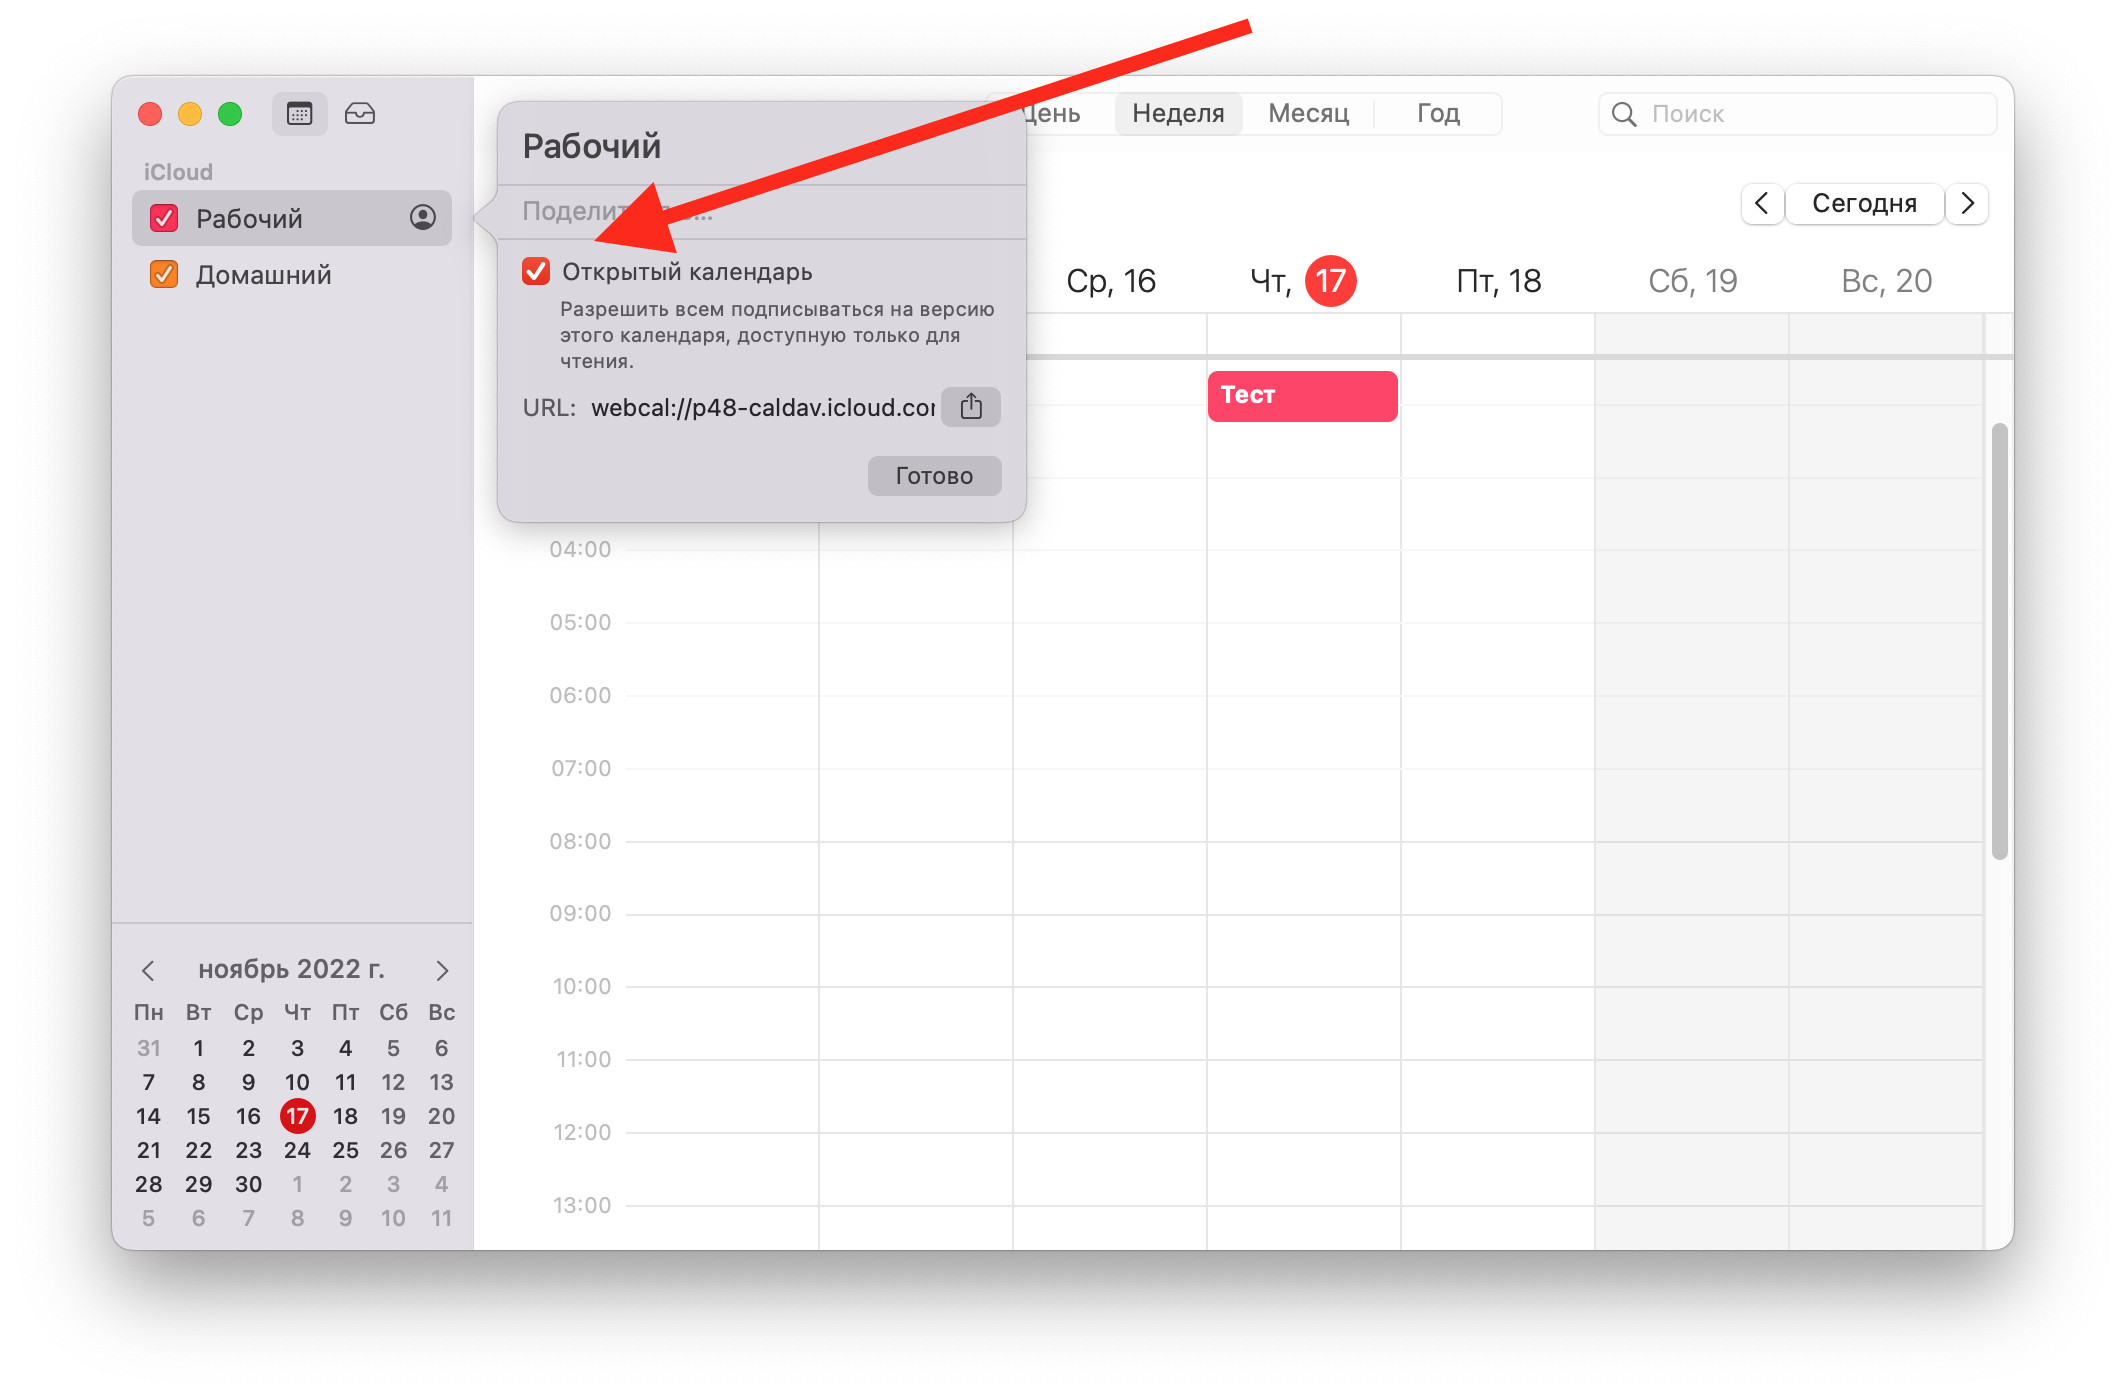 День Неделя Месяц Год
Поиск
iCloud
Рабочий
Домашний
Рабочий
Открытый календарь
Разрешить всем подписываться на версию
этого календаря, доступную только для
чтения.
URL: webcal://p48-caldav.icloud.co
Готово
Сегодня
Ср, 16 Чт, 17 Пт, 18 Сб, 19 Вс, 20
Тест
04:00
05:00
06:00
07:00
08:00
09:00
10:00
11:00
12:00
13:00
ноябрь 2022 г.
Пн Вт Ср Чт Пт Сб Вс
31 1 2 3 4 5 6
7 8 9 10 11 12 13
14 15 16 17 18 19 20
21 22 23 24 25 26 27
28 29 30 1 2 3 4
5 6 7 8 9 10 11